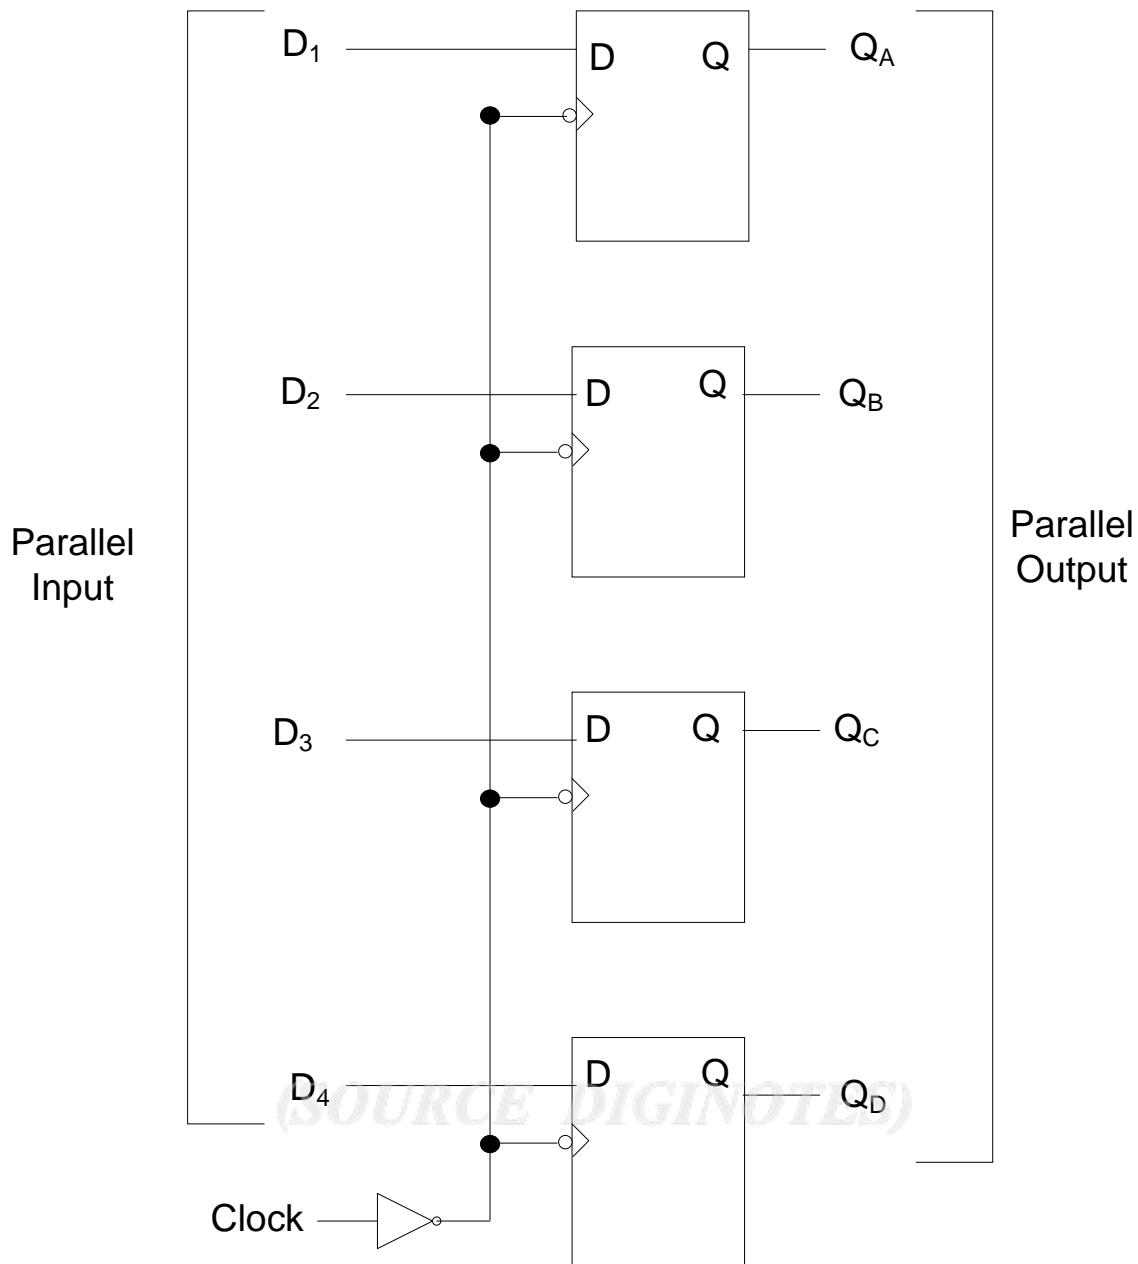 D1
D
Q
QA
D2
D
Q
QB
Parallel
Input
Parallel
Output
D3
D
Q
QC
D4
D
Q
QD
(SOURCE DIGINOTES)
Clock